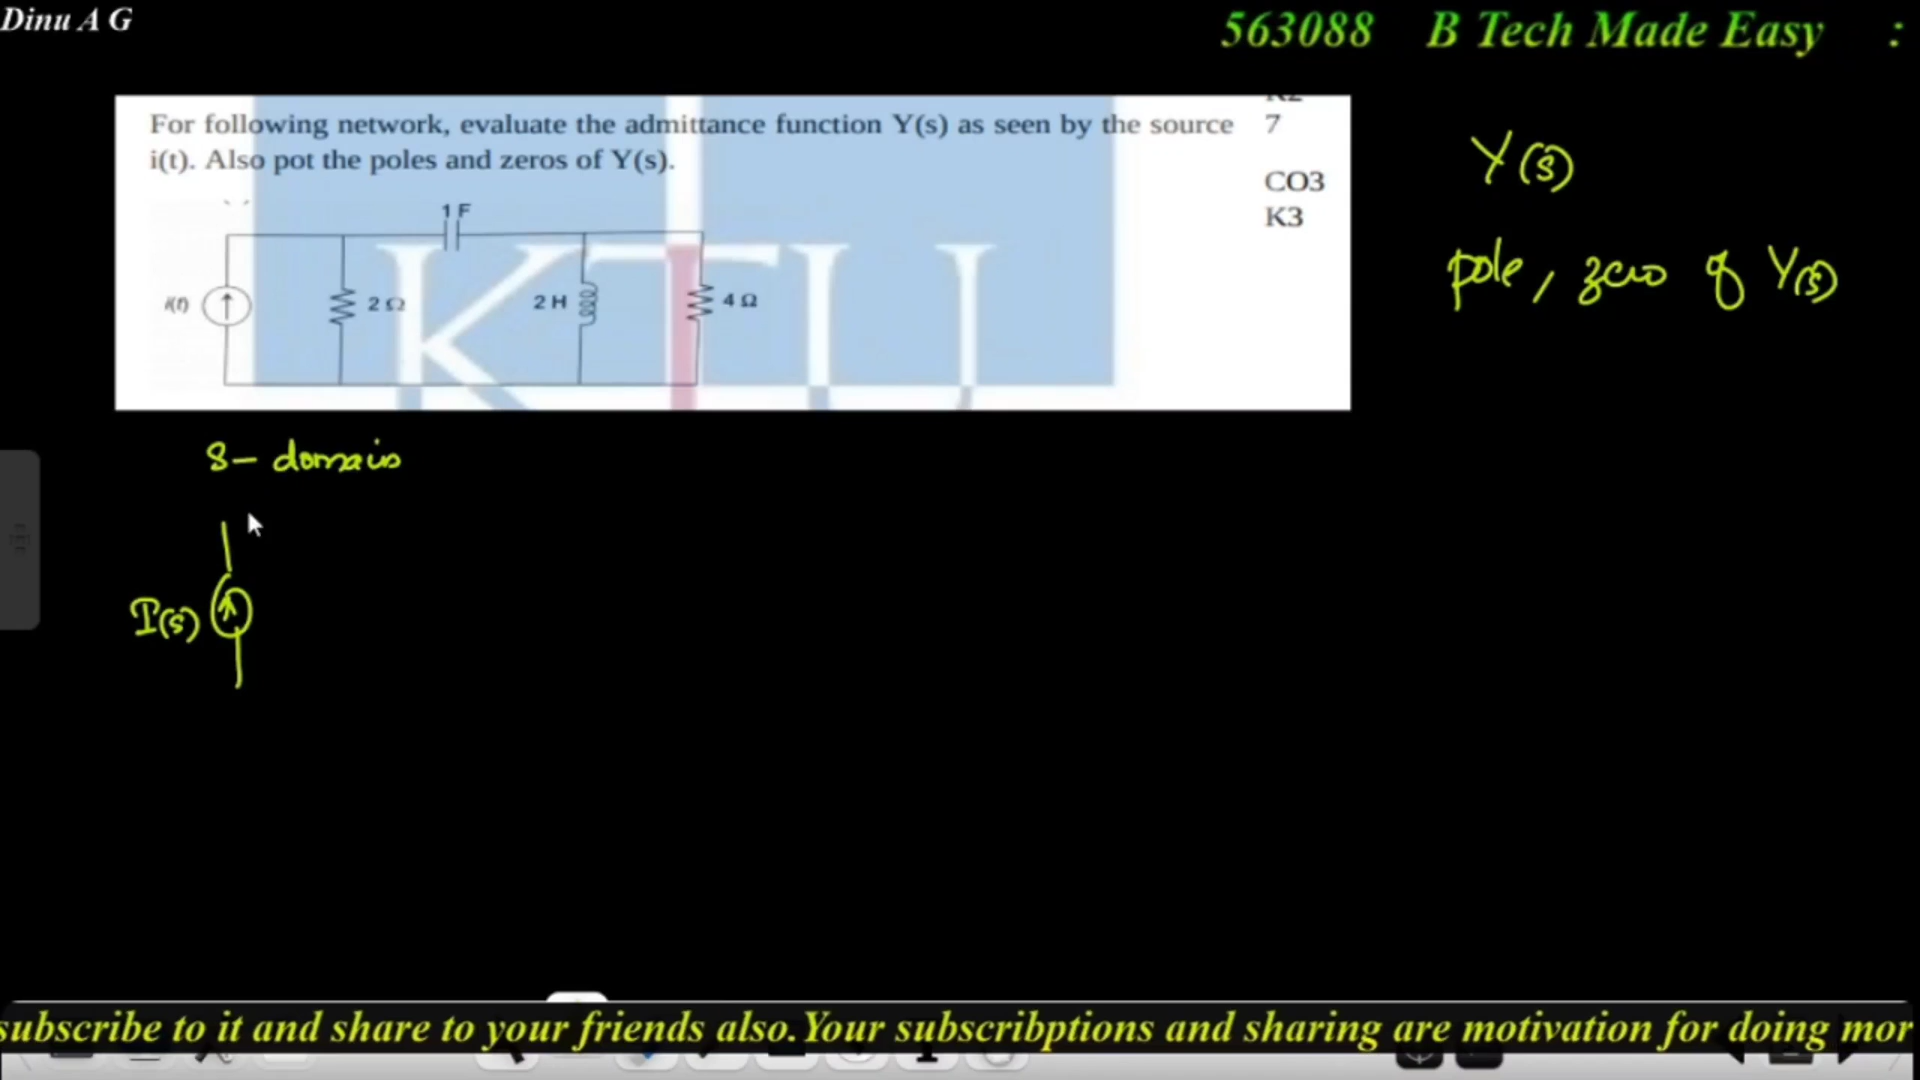 Dinu A G
563088 B Tech Made Easy :
For following network, evaluate the admittance function Y(s) as seen by the source 7
i(t). Also pot the poles and zeros of Y(s).
CO3
K3
1 F
i(t)
2 Ω
2 H
4 Ω
KTU
Y(s)
pole, zero of Y(s)
S- domain
I(s)
subscribe to it and share to your friends also. Your subscribptions and sharing are motivation for doing mor